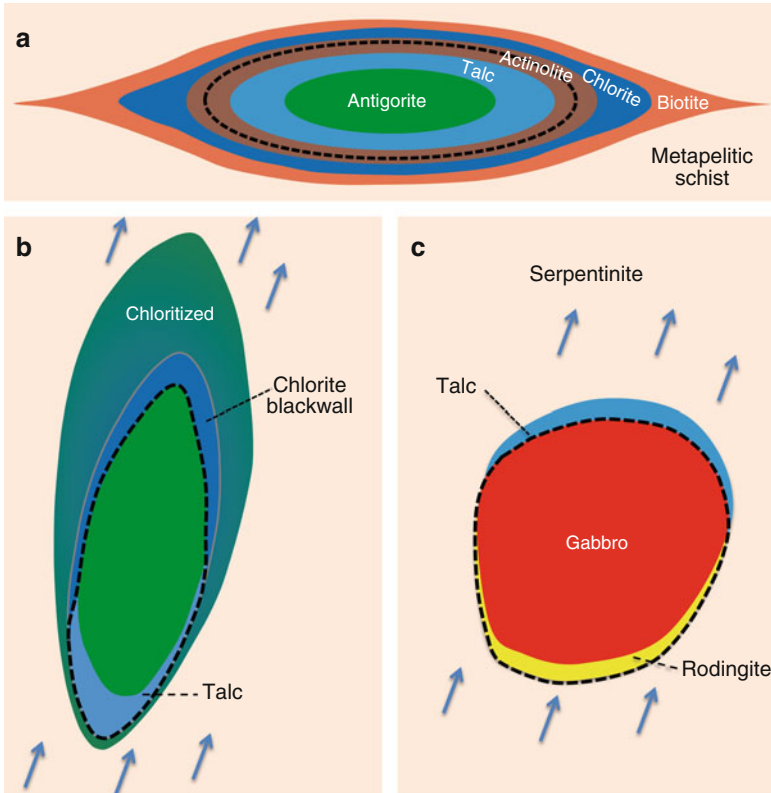 a
Talc
Actinolite
Chlorite
Biotite
Antigorite
Metapelitic
schist
b
Chloritized
Chlorite
blackwall
Talc
c
Serpentinite
Talc
Gabbro
Rodingite